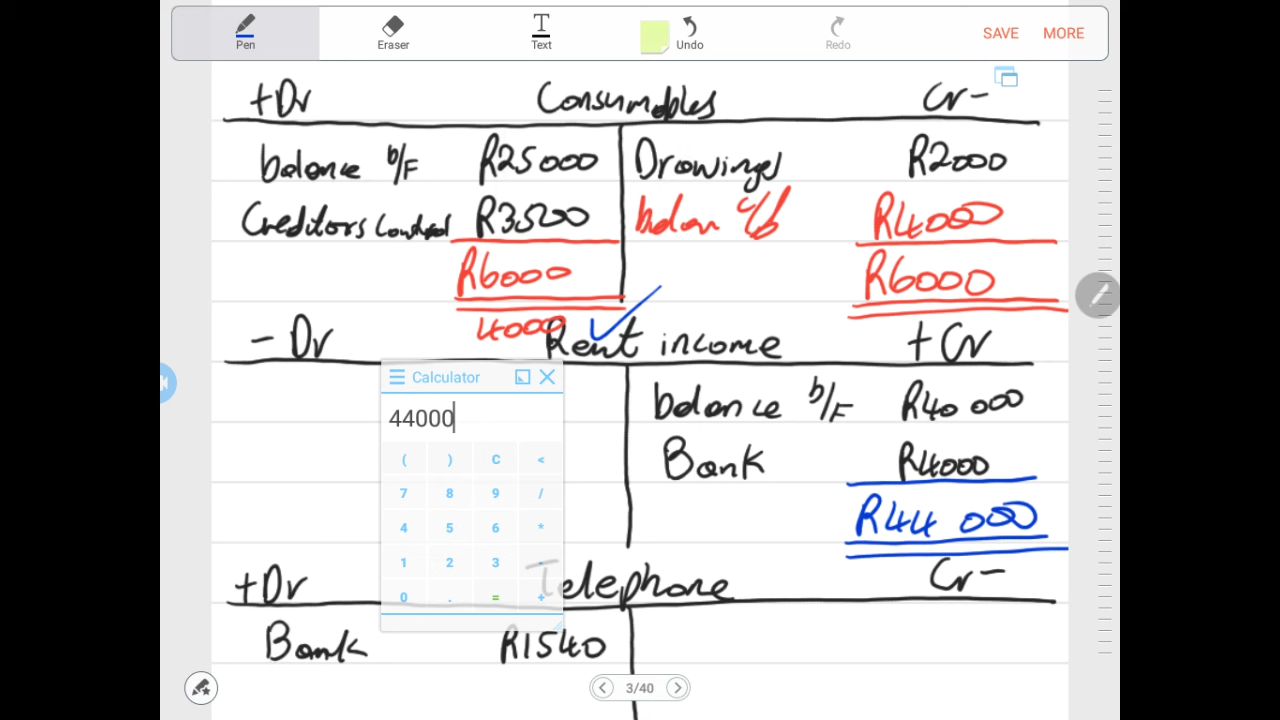 Pen Eraser Text Undo Redo SAVE MORE
+Dr Consumables Cr-
balance b/F R25000 Drawings R2000
Creditors Control R3500 balan c/d R4000
R6000 R6000
4000
- Dr Rent income +Cr
balance b/F R40 000
Bank R4000
R44 000
Calculator
44000
( ) C <
7 8 9 /
4 5 6 *
1 2 3 -
0 . = +
+Dr Telephone Cr-
Bank R1540
3/40